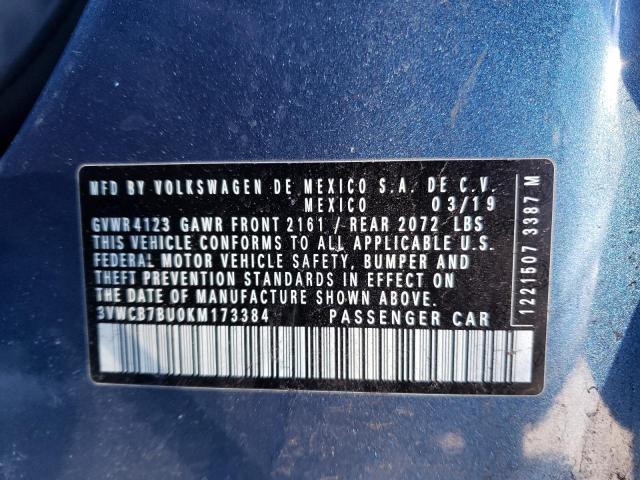 MFD BY VOLKSWAGEN DE MEXICO S.A. DE C.V.
MEXICO 03/19
GVWR 4123 GAWR FRONT 2161 / REAR 2072 LBS
THIS VEHICLE CONFORMS TO ALL APPLICABLE U.S.
FEDERAL MOTOR VEHICLE SAFETY, BUMPER AND
THEFT PREVENTION STANDARDS IN EFFECT ON
THE DATE OF MANUFACTURE SHOWN ABOVE.
3VWCB7BU0KM173384 PASSENGER CAR
1221507 3387 M